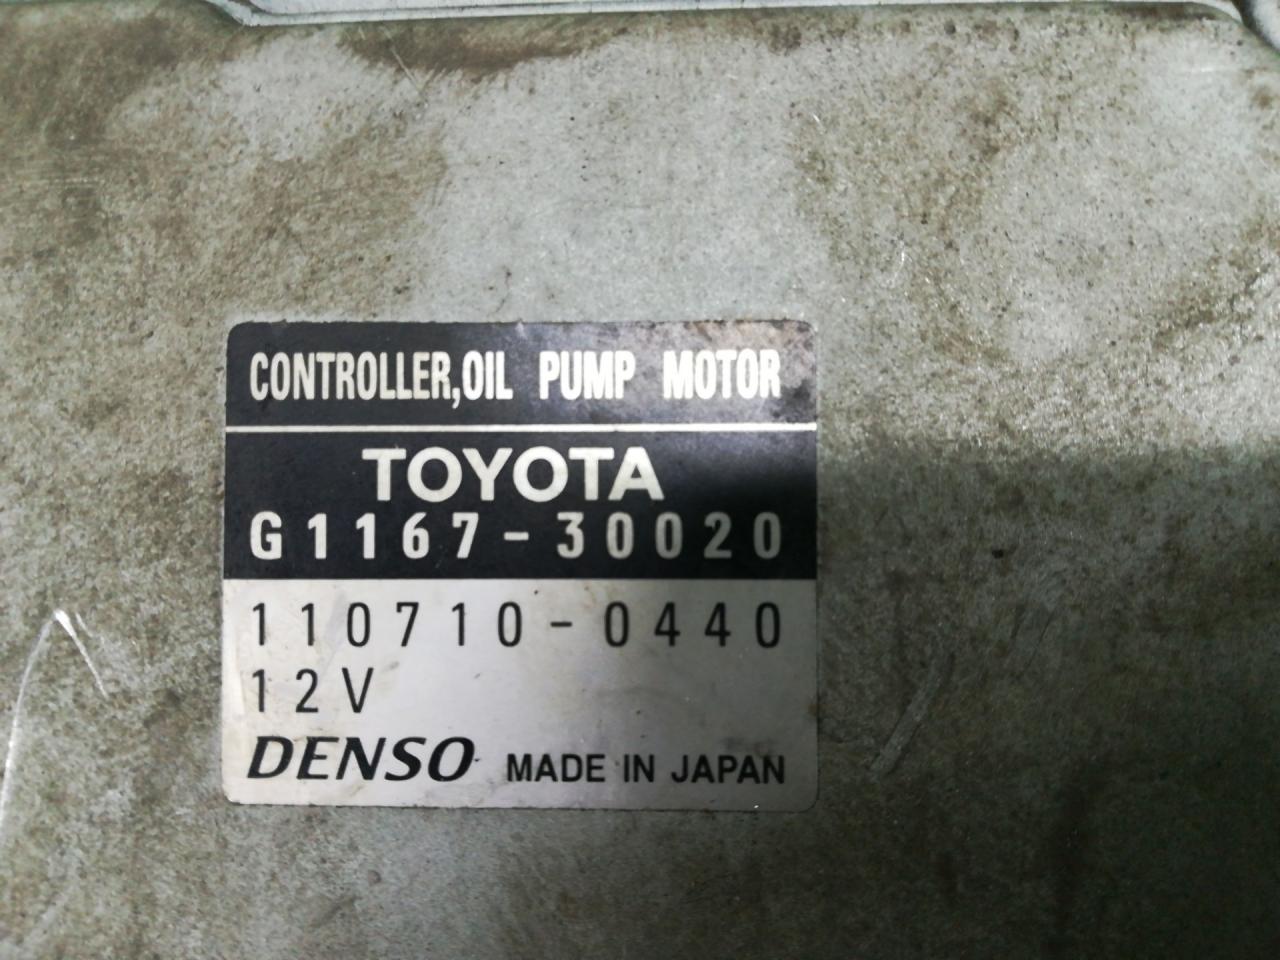 CONTROLLER,OIL PUMP MOTOR
TOYOTA
G1167-30020
110710-0440
12V
DENSO MADE IN JAPAN